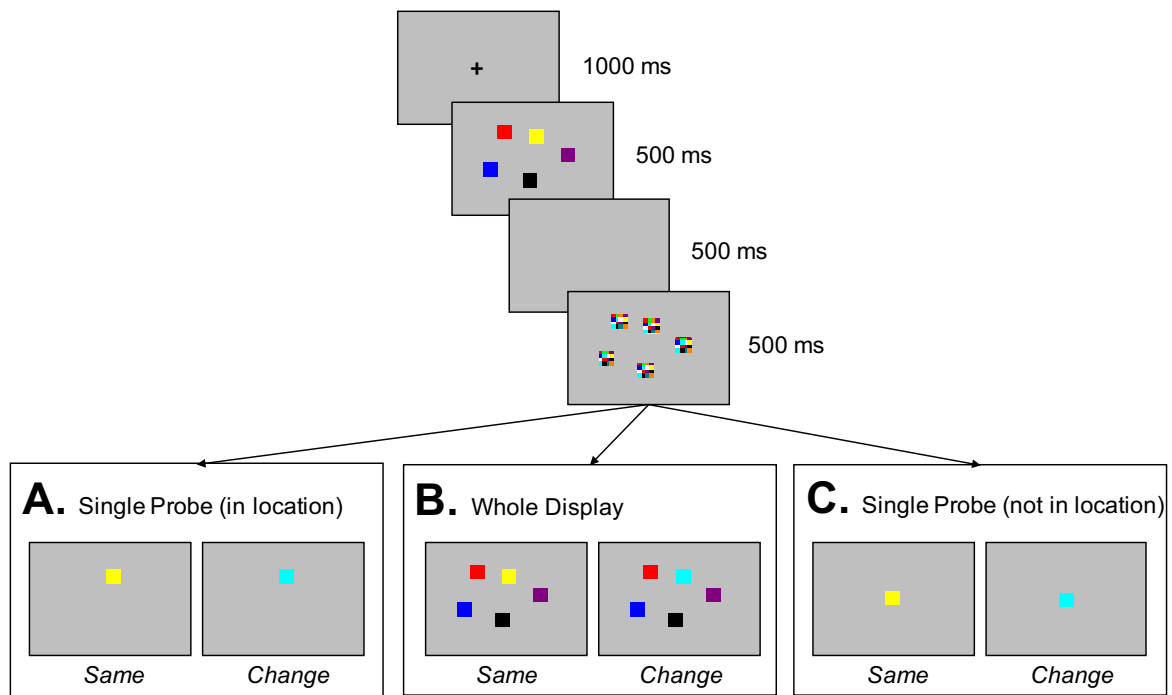 +
1000 ms
500 ms
500 ms
500 ms
A. Single Probe (in location)
Same
Change
B. Whole Display
Same
Change
C. Single Probe (not in location)
Same
Change